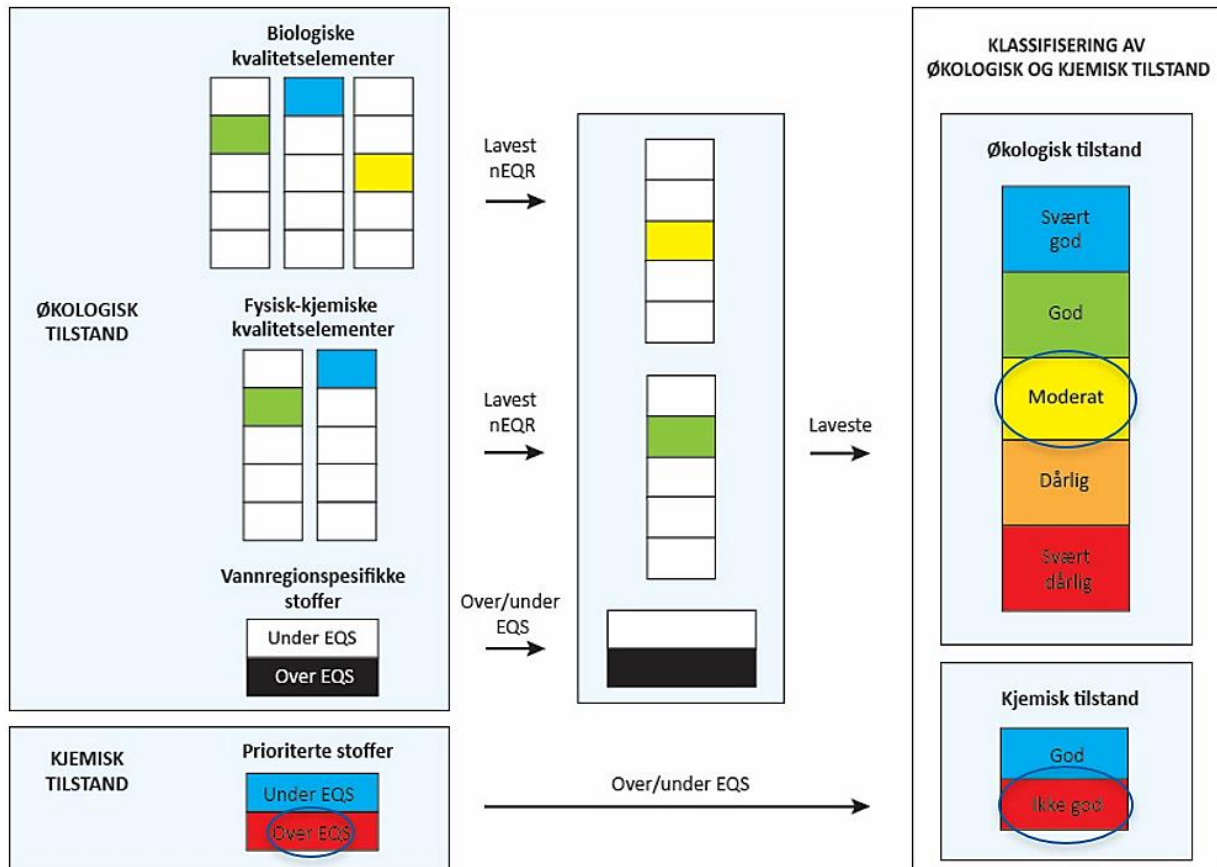 Biologiske
kvalitetselementer
ØKOLOGISK
TILSTAND
Fysisk-kjemiske
kvalitetselementer
Vannregionspesifikke
stoffer
Under EQS
Over EQS
KJEMISK
TILSTAND
Prioriterte stoffer
Under EQS
Over EQS
Lavest
nEQR
Lavest
nEQR
Over/under
EQS
Laveste
Over/under EQS
KLASSIFISERING AV
ØKOLOGISK OG KJEMISK TILSTAND
Økologisk tilstand
Svært
god
God
Moderat
Dårlig
Svært
dårlig
Kjemisk tilstand
God
Ikke god